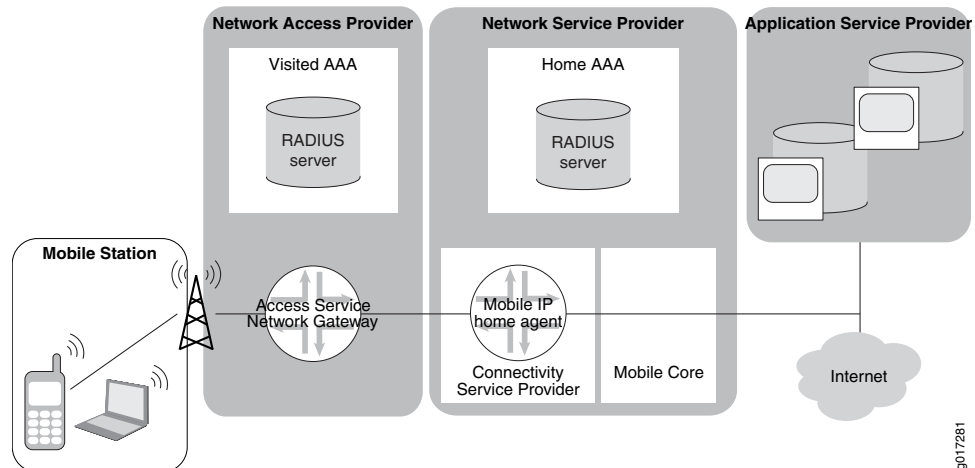 Network Access Provider
Network Service Provider
Application Service Provider
Visited AAA
Home AAA
RADIUS
server
RADIUS
server
Mobile Station
Access Service
Network Gateway
Mobile IP
home agent
Connectivity
Service Provider
Mobile Core
Internet
g017281